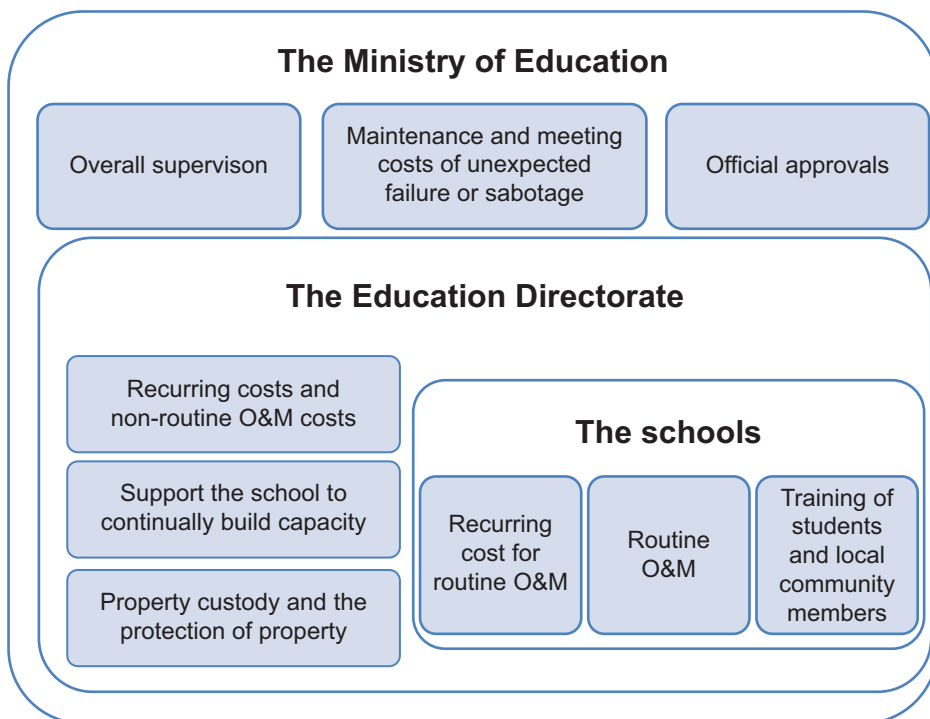 The Ministry of Education
Overall supervison
Maintenance and meeting
costs of unexpected
failure or sabotage
Official approvals
The Education Directorate
Recurring costs and
non-routine O&M costs
Support the school to
continually build capacity
Property custody and the
protection of property
The schools
Recurring
cost for
routine O&M
Routine
O&M
Training of
students
and local
community
members